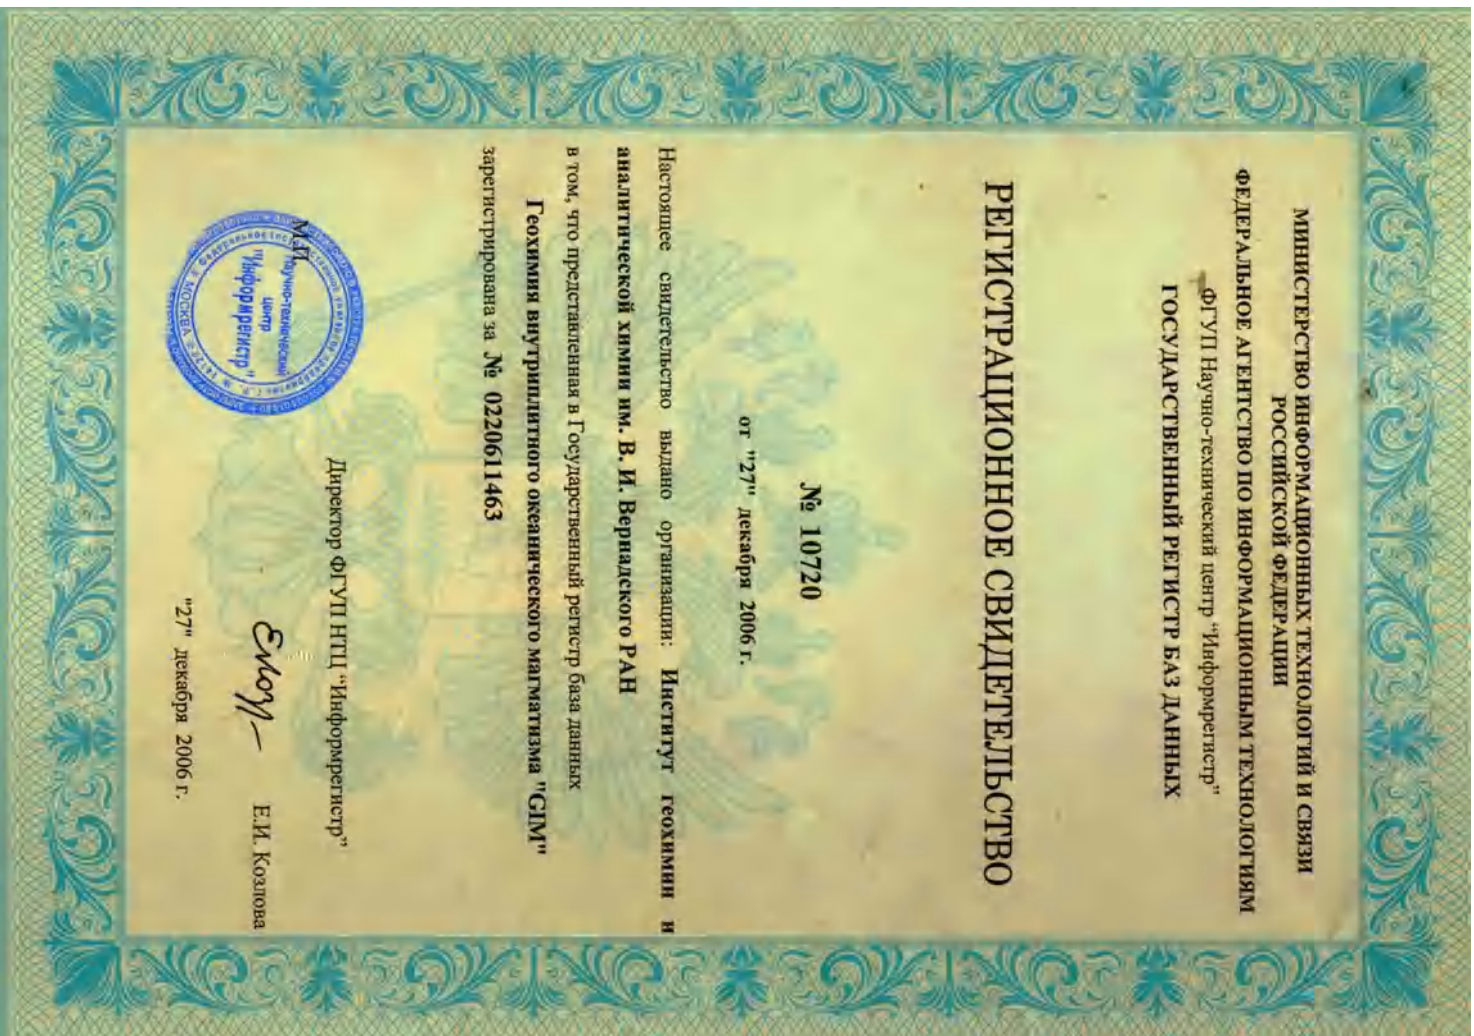 МИНИСТЕРСТВО ИНФОРМАЦИОННЫХ ТЕХНОЛОГИЙ И СВЯЗИ
РОССИЙСКОЙ ФЕДЕРАЦИИ
ФЕДЕРАЛЬНОЕ АГЕНТСТВО ПО ИНФОРМАЦИОННЫМ ТЕХНОЛОГИЯМ
ФГУП Научно-технический центр "Информрегистр"
ГОСУДАРСТВЕННЫЙ РЕГИСТР БАЗ ДАННЫХ
РЕГИСТРАЦИОННОЕ СВИДЕТЕЛЬСТВО
№ 10720
от "27" декабря 2006 г.
Настоящее свидетельство выдано организации: Институт геохимии и
аналитической химии им. В. И. Вернадского РАН
в том, что представленная в Государственный регистр база данных
Геохимия внутриплитного океанического магматизма "GIM"
зарегистрирована за № 0220611463
Директор ФГУП НТЦ "Информрегистр"
М.П.
Научно-технический
центр
"Информрегистр"
МОСКВА
Е.И. Козлова
"27" декабря 2006 г.